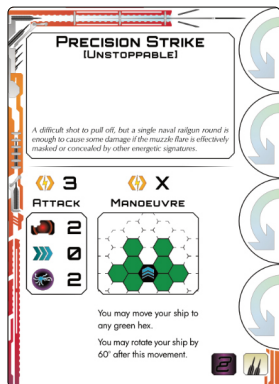 PRECISION STRIKE
[UNSTOPPABLE]
A difficult shot to pull off, but a single naval railgun round is
enough to cause some damage if the muzzle flare is effectively
masked or concealed by other energetic signatures.
3 X
ATTACK MANOEUVRE
2
0
2
You may move your ship to
any green hex.
You may rotate your ship by
60° after this movement.